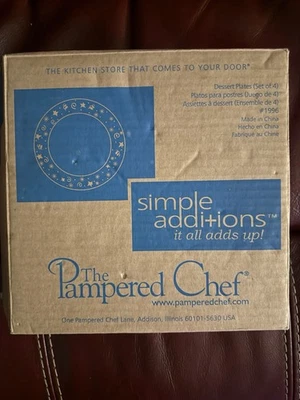 THE KITCHEN STORE THAT COMES TO YOUR DOOR®
Dessert Plates (Set of 4)
Platos para postres (Juego de 4)
Assiettes à dessert (Ensemble de 4)
#1996
Made in China
Hecho en China
Fabriqué au Chine
simple
additions™
it all adds up!
The
Pampered Chef®
www.pamperedchef.com
One Pampered Chef Lane, Addison, Illinois 60101-5630 USA